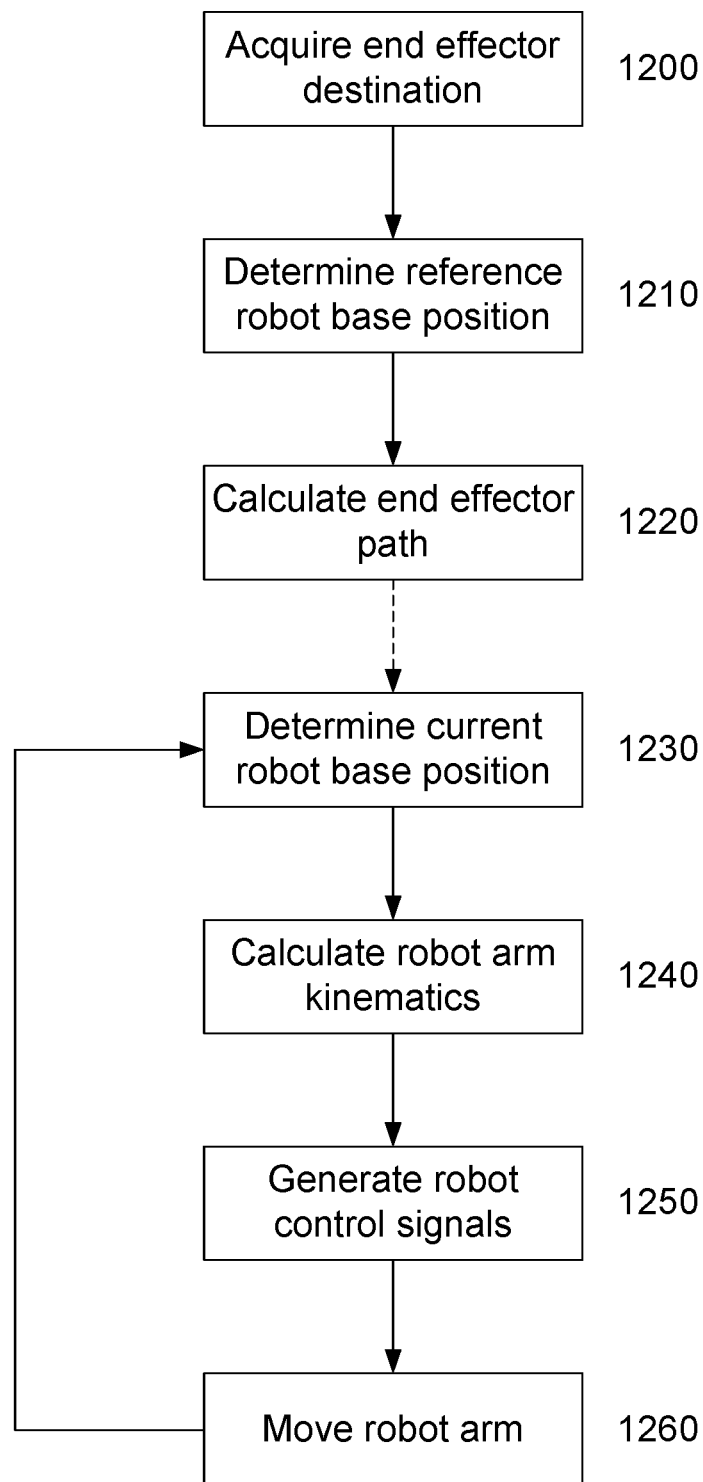 Acquire end effector
destination
1200
Determine reference
robot base position
1210
Calculate end effector
path
1220
Determine current
robot base position
1230
Calculate robot arm
kinematics
1240
Generate robot
control signals
1250
Move robot arm
1260